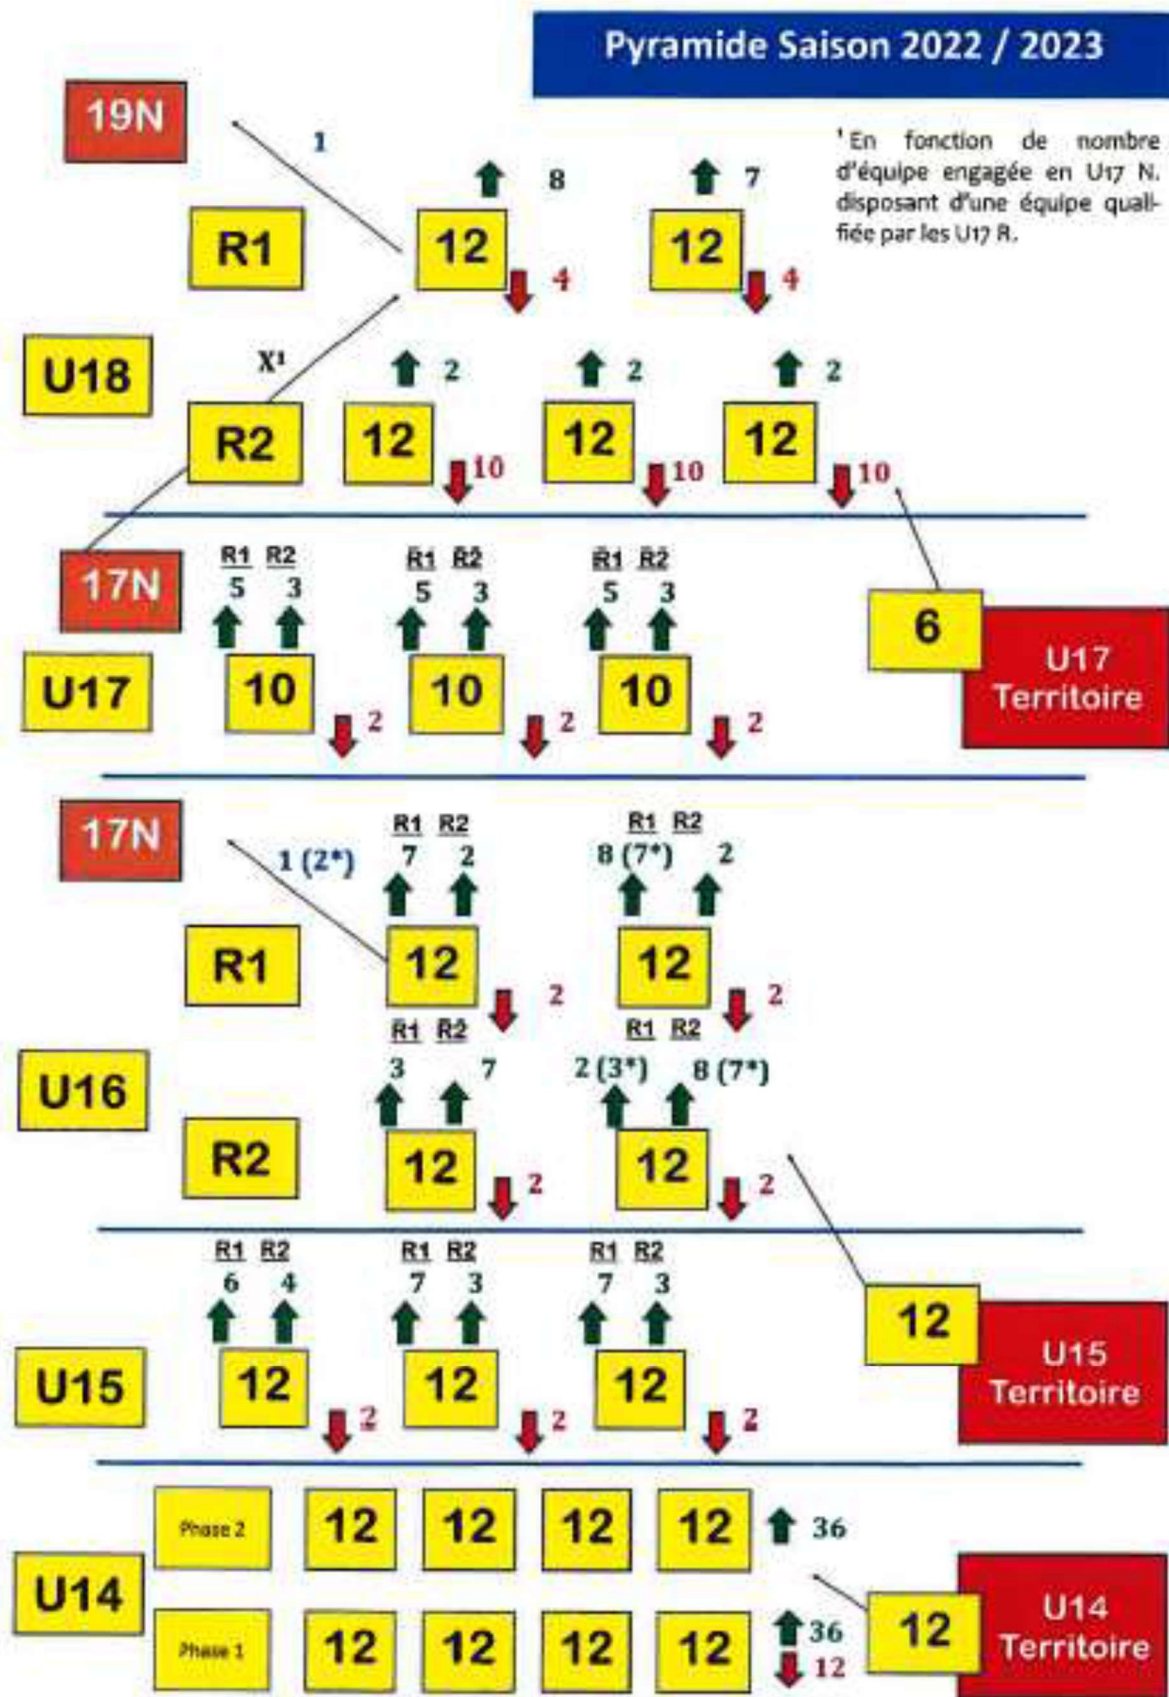 Pyramide Saison 2022 / 2023
19N
1
¹ En fonction de nombre
d'équipe engagée en U17 N.
disposant d'une équipe quali-
fiée par les U17 R.
8 7
R1 12 12
4 4
U18
X¹
2 2 2
R2 12 12 12
10 10 10
17N
R1 R2 R1 R2 R1 R2
5 3 5 3 5 3
6
U17
Territoire
U17 10 10 10
2 2 2
17N
1 (2*)
R1 R2 R1 R2
7 2 8 (7*) 2
R1 12 12
2 2
R1 R2 R1 R2
3 7 2 (3*) 8 (7*)
U16
R2 12 12
2 2
R1 R2 R1 R2 R1 R2
6 4 7 3 7 3
12
U15
Territoire
U15 12 12 12
2 2 2
Phase 2 12 12 12 12 36
U14
12
U14
Territoire
Phase 1 12 12 12 12 36
12